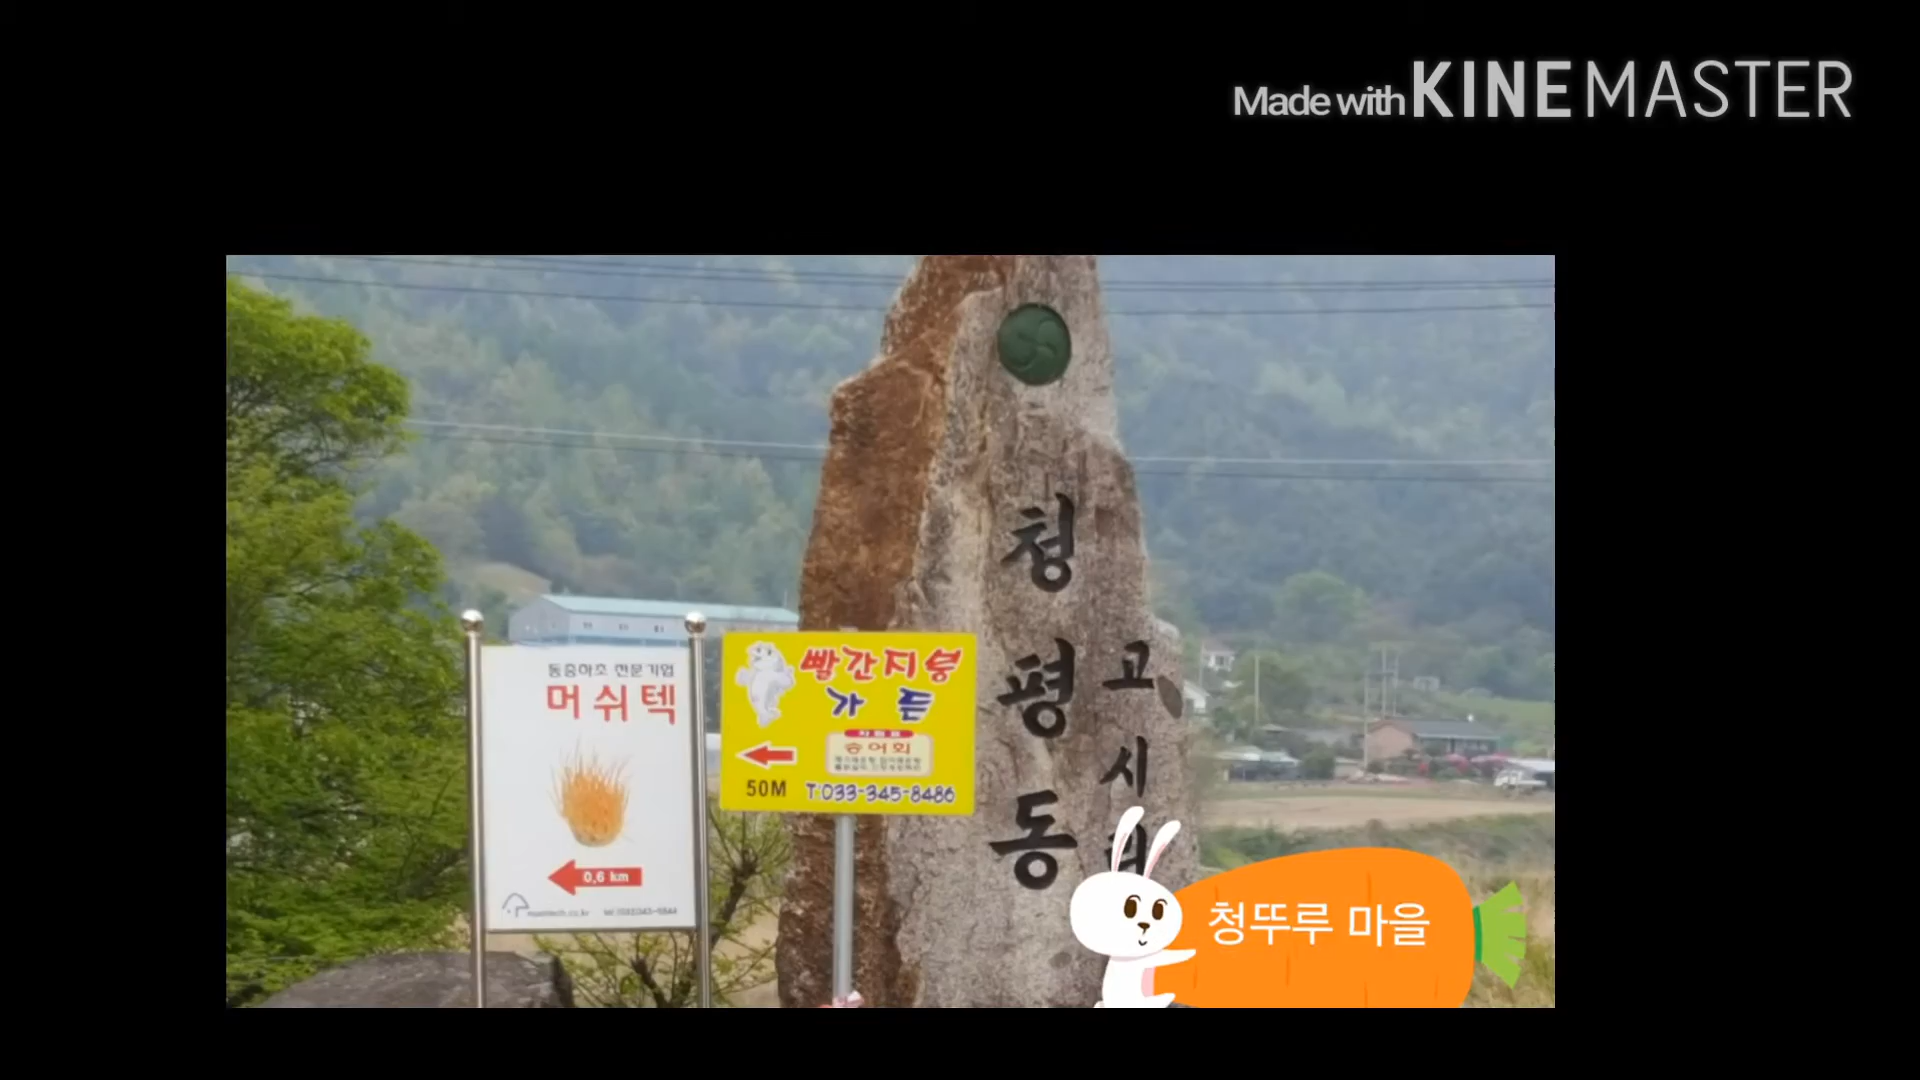 Made with KINEMASTER
청평동
고시리
동충하초 전문기업
머쉬텍
0,6 km
빨간지붕
가든
송어회
50M
T·033-345-8486
청뚜루 마을